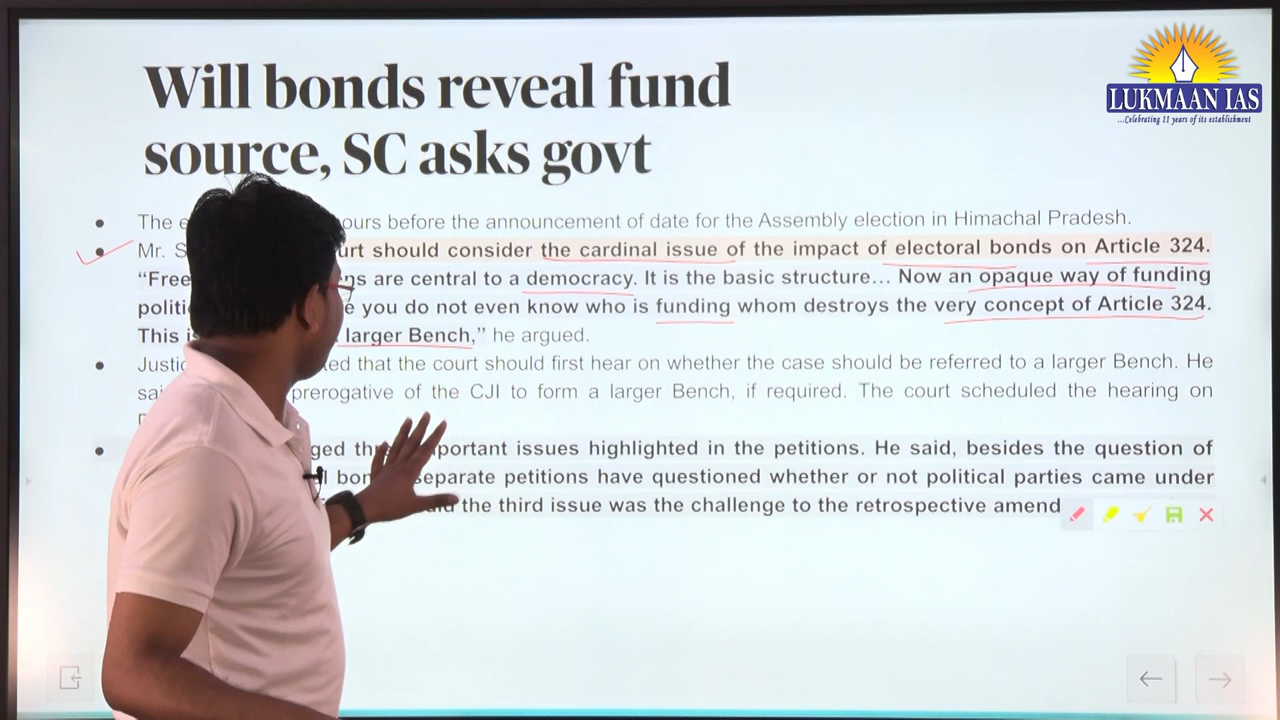 Will bonds reveal fund
source, SC asks govt
LUKMAAN IAS
...Celebrating 11 years of its establishment
The ours before the announcement of date for the Assembly election in Himachal Pradesh.
Mr. S urt should consider the cardinal issue of the impact of electoral bonds on Article 324.
“Free ns are central to a democracy. It is the basic structure… Now an opaque way of funding
politi e you do not even know who is funding whom destroys the very concept of Article 324.
This is larger Bench,” he argued.
Justic ted that the court should first hear on whether the case should be referred to a larger Bench. He
sai prerogative of the CJI to form a larger Bench, if required. The court scheduled the hearing on
ged th portant issues highlighted in the petitions. He said, besides the question of
l bon separate petitions have questioned whether or not political parties came under
the third issue was the challenge to the retrospective amend